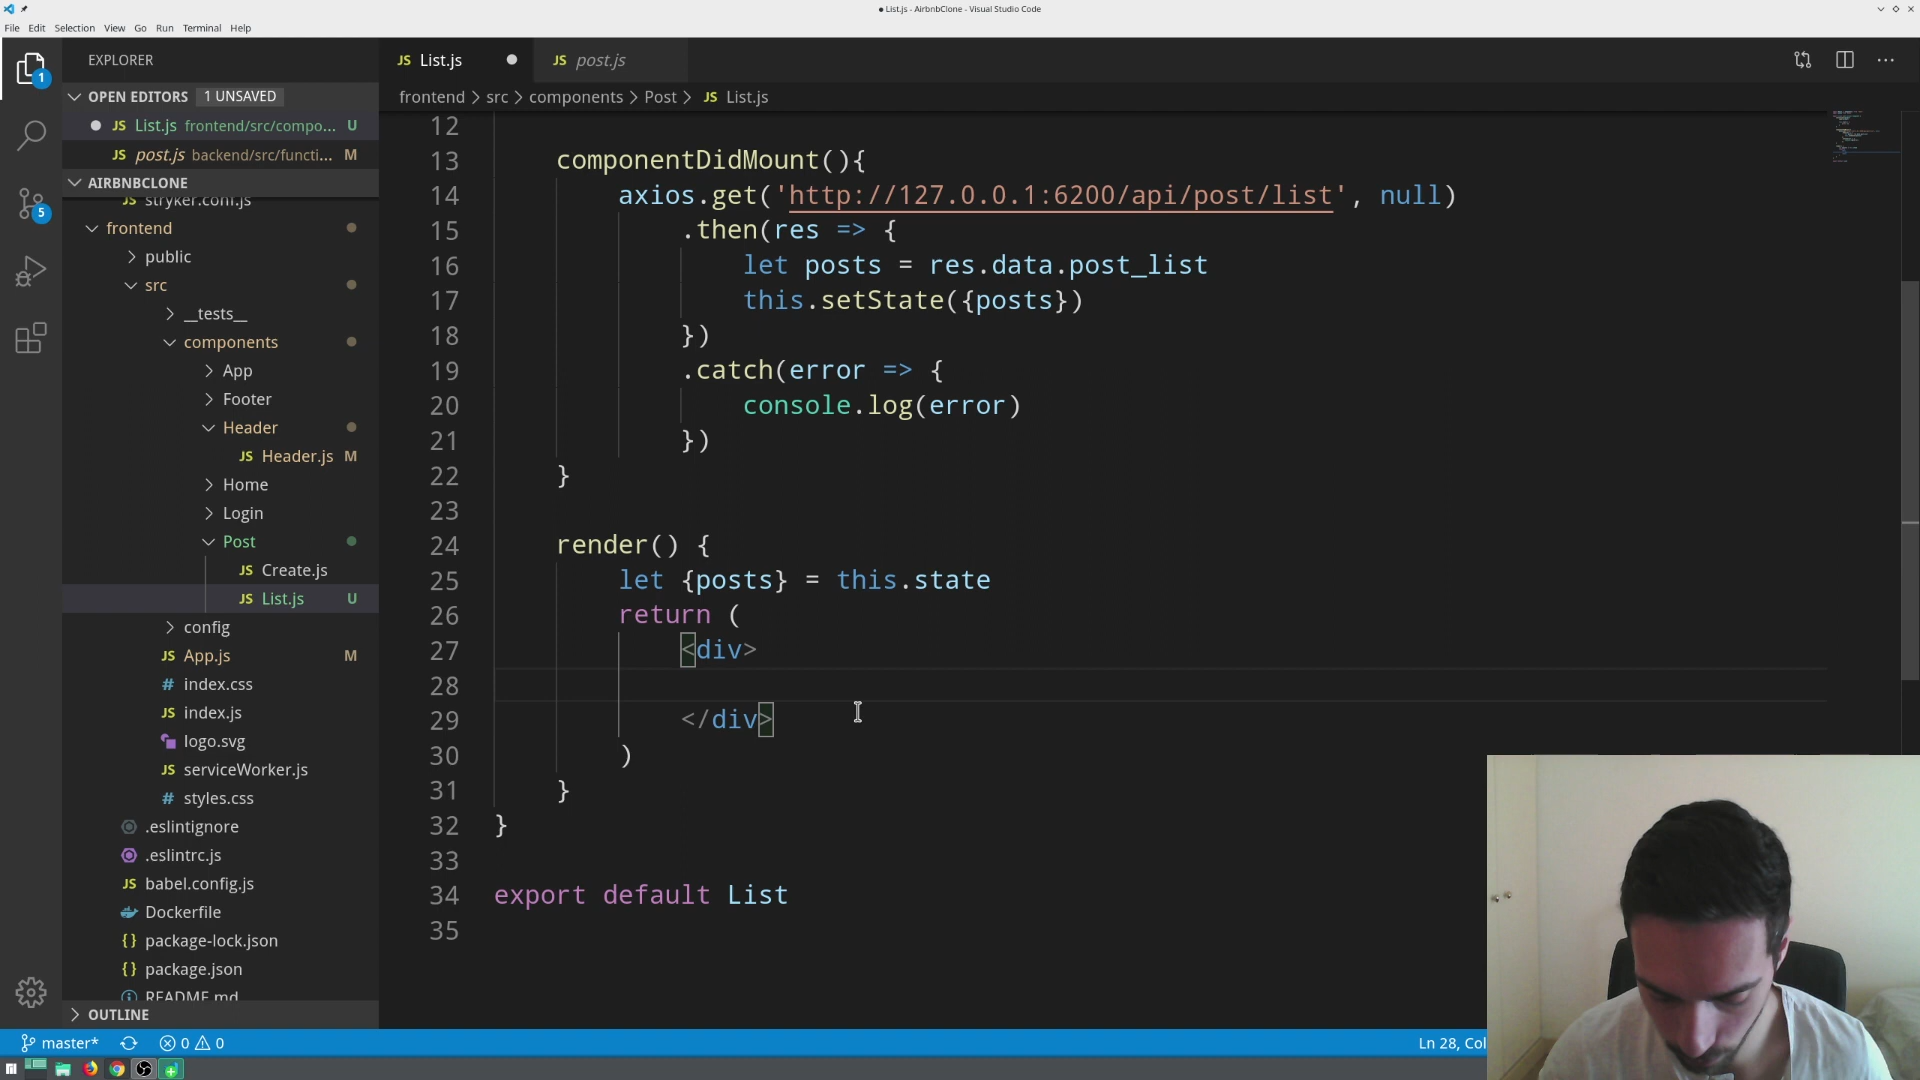 List.js - AirbnbClone - Visual Studio Code
File Edit Selection View Go Run Terminal Help
EXPLORER
OPEN EDITORS 1 UNSAVED
JS List.js frontend/src/compo... U
JS post.js backend/src/functi... M
AIRBNBCLONE
stryker.conf.js
frontend
public
src
__tests__
components
App
Footer
Header
JS Header.js M
Home
Login
Post
JS Create.js
JS List.js U
config
JS App.js M
# index.css
JS index.js
logo.svg
JS serviceWorker.js
# styles.css
.eslintignore
.eslintrc.js
JS babel.config.js
Dockerfile
{} package-lock.json
{} package.json
README.md
OUTLINE
1
5
JS List.js
JS post.js
frontend > src > components > Post > JS List.js
12
13 componentDidMount(){
14 axios.get('http://127.0.0.1:6200/api/post/list', null)
15 .then(res => {
16 let posts = res.data.post_list
17 this.setState({posts})
18 })
19 .catch(error => {
20 console.log(error)
21 })
22 }
23
24 render() {
25 let {posts} = this.state
26 return (
27 <div>
28
29 </div>
30 )
31 }
32 }
33
34 export default List
35
master* 0 0
Ln 28, Col